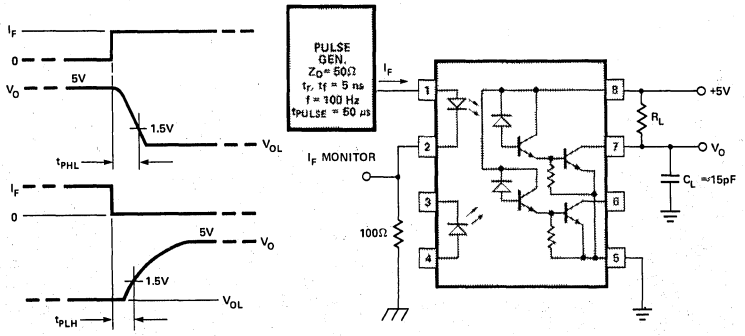 I_F
0
V_O
5V
1.5V
V_OL
t_PHL
I_F
0
5V
V_O
1.5V
V_OL
t_PLH
PULSE
GEN.
Z_O = 50Ω
t_r, t_f = 5 ns
f = 100 Hz
t_PULSE = 50 μs
I_F
I_F MONITOR
100Ω
1
2
3
4
8
7
6
5
+5V
R_L
V_O
C_L = 15pF